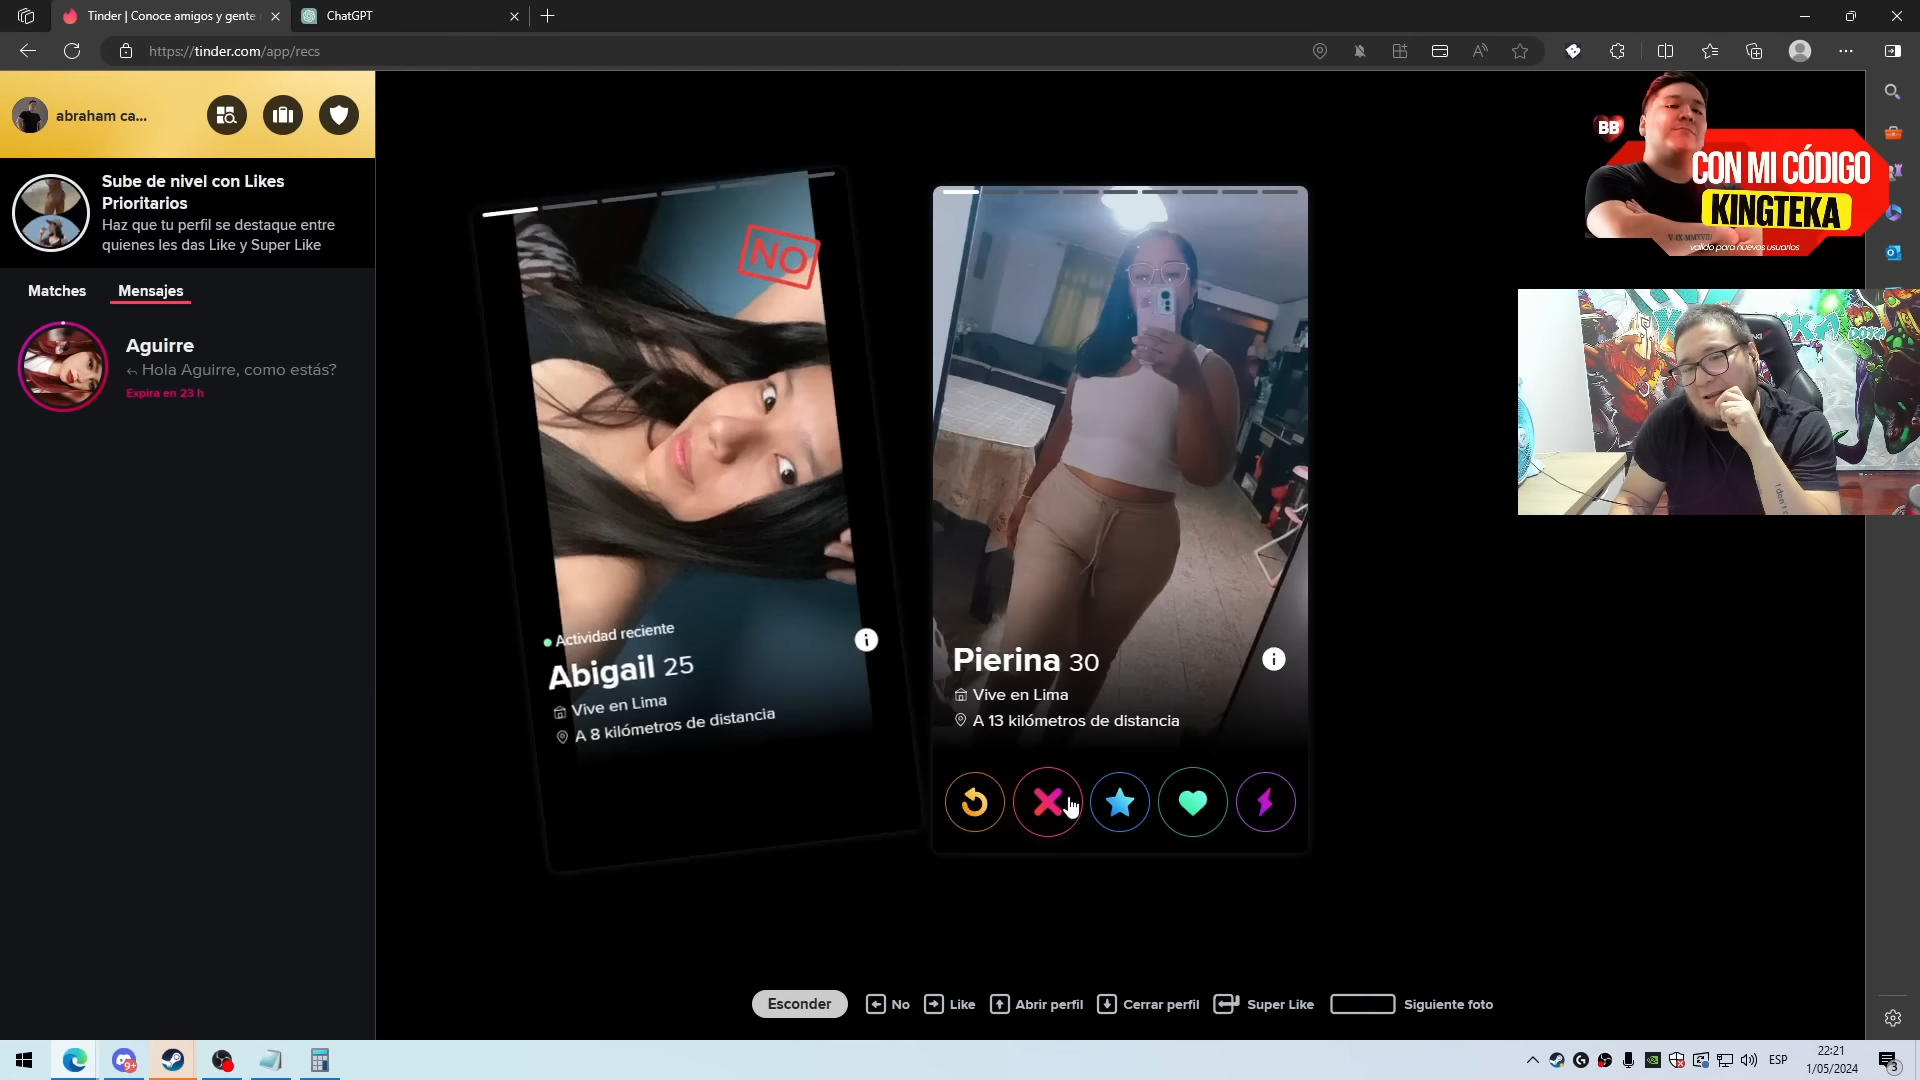 Tinder | Conoce amigos y gente
ChatGPT
https://tinder.com/app/recs
abraham ca...
Sube de nivel con Likes
Prioritarios
Haz que tu perfil se destaque entre
quienes les das Like y Super Like
Matches
Mensajes
Aguirre
Hola Aguirre, como estás?
Expira en 23 h
NO
Actividad reciente
Abigail 25
Vive en Lima
A 8 kilómetros de distancia
Pierina 30
Vive en Lima
A 13 kilómetros de distancia
BB
CON MI CÓDIGO
KINGTEKA
valido para nuevos usuarios
Esconder
No
Like
Abrir perfil
Cerrar perfil
Super Like
Siguiente foto
9+
ESP
22:21
1/05/2024
3